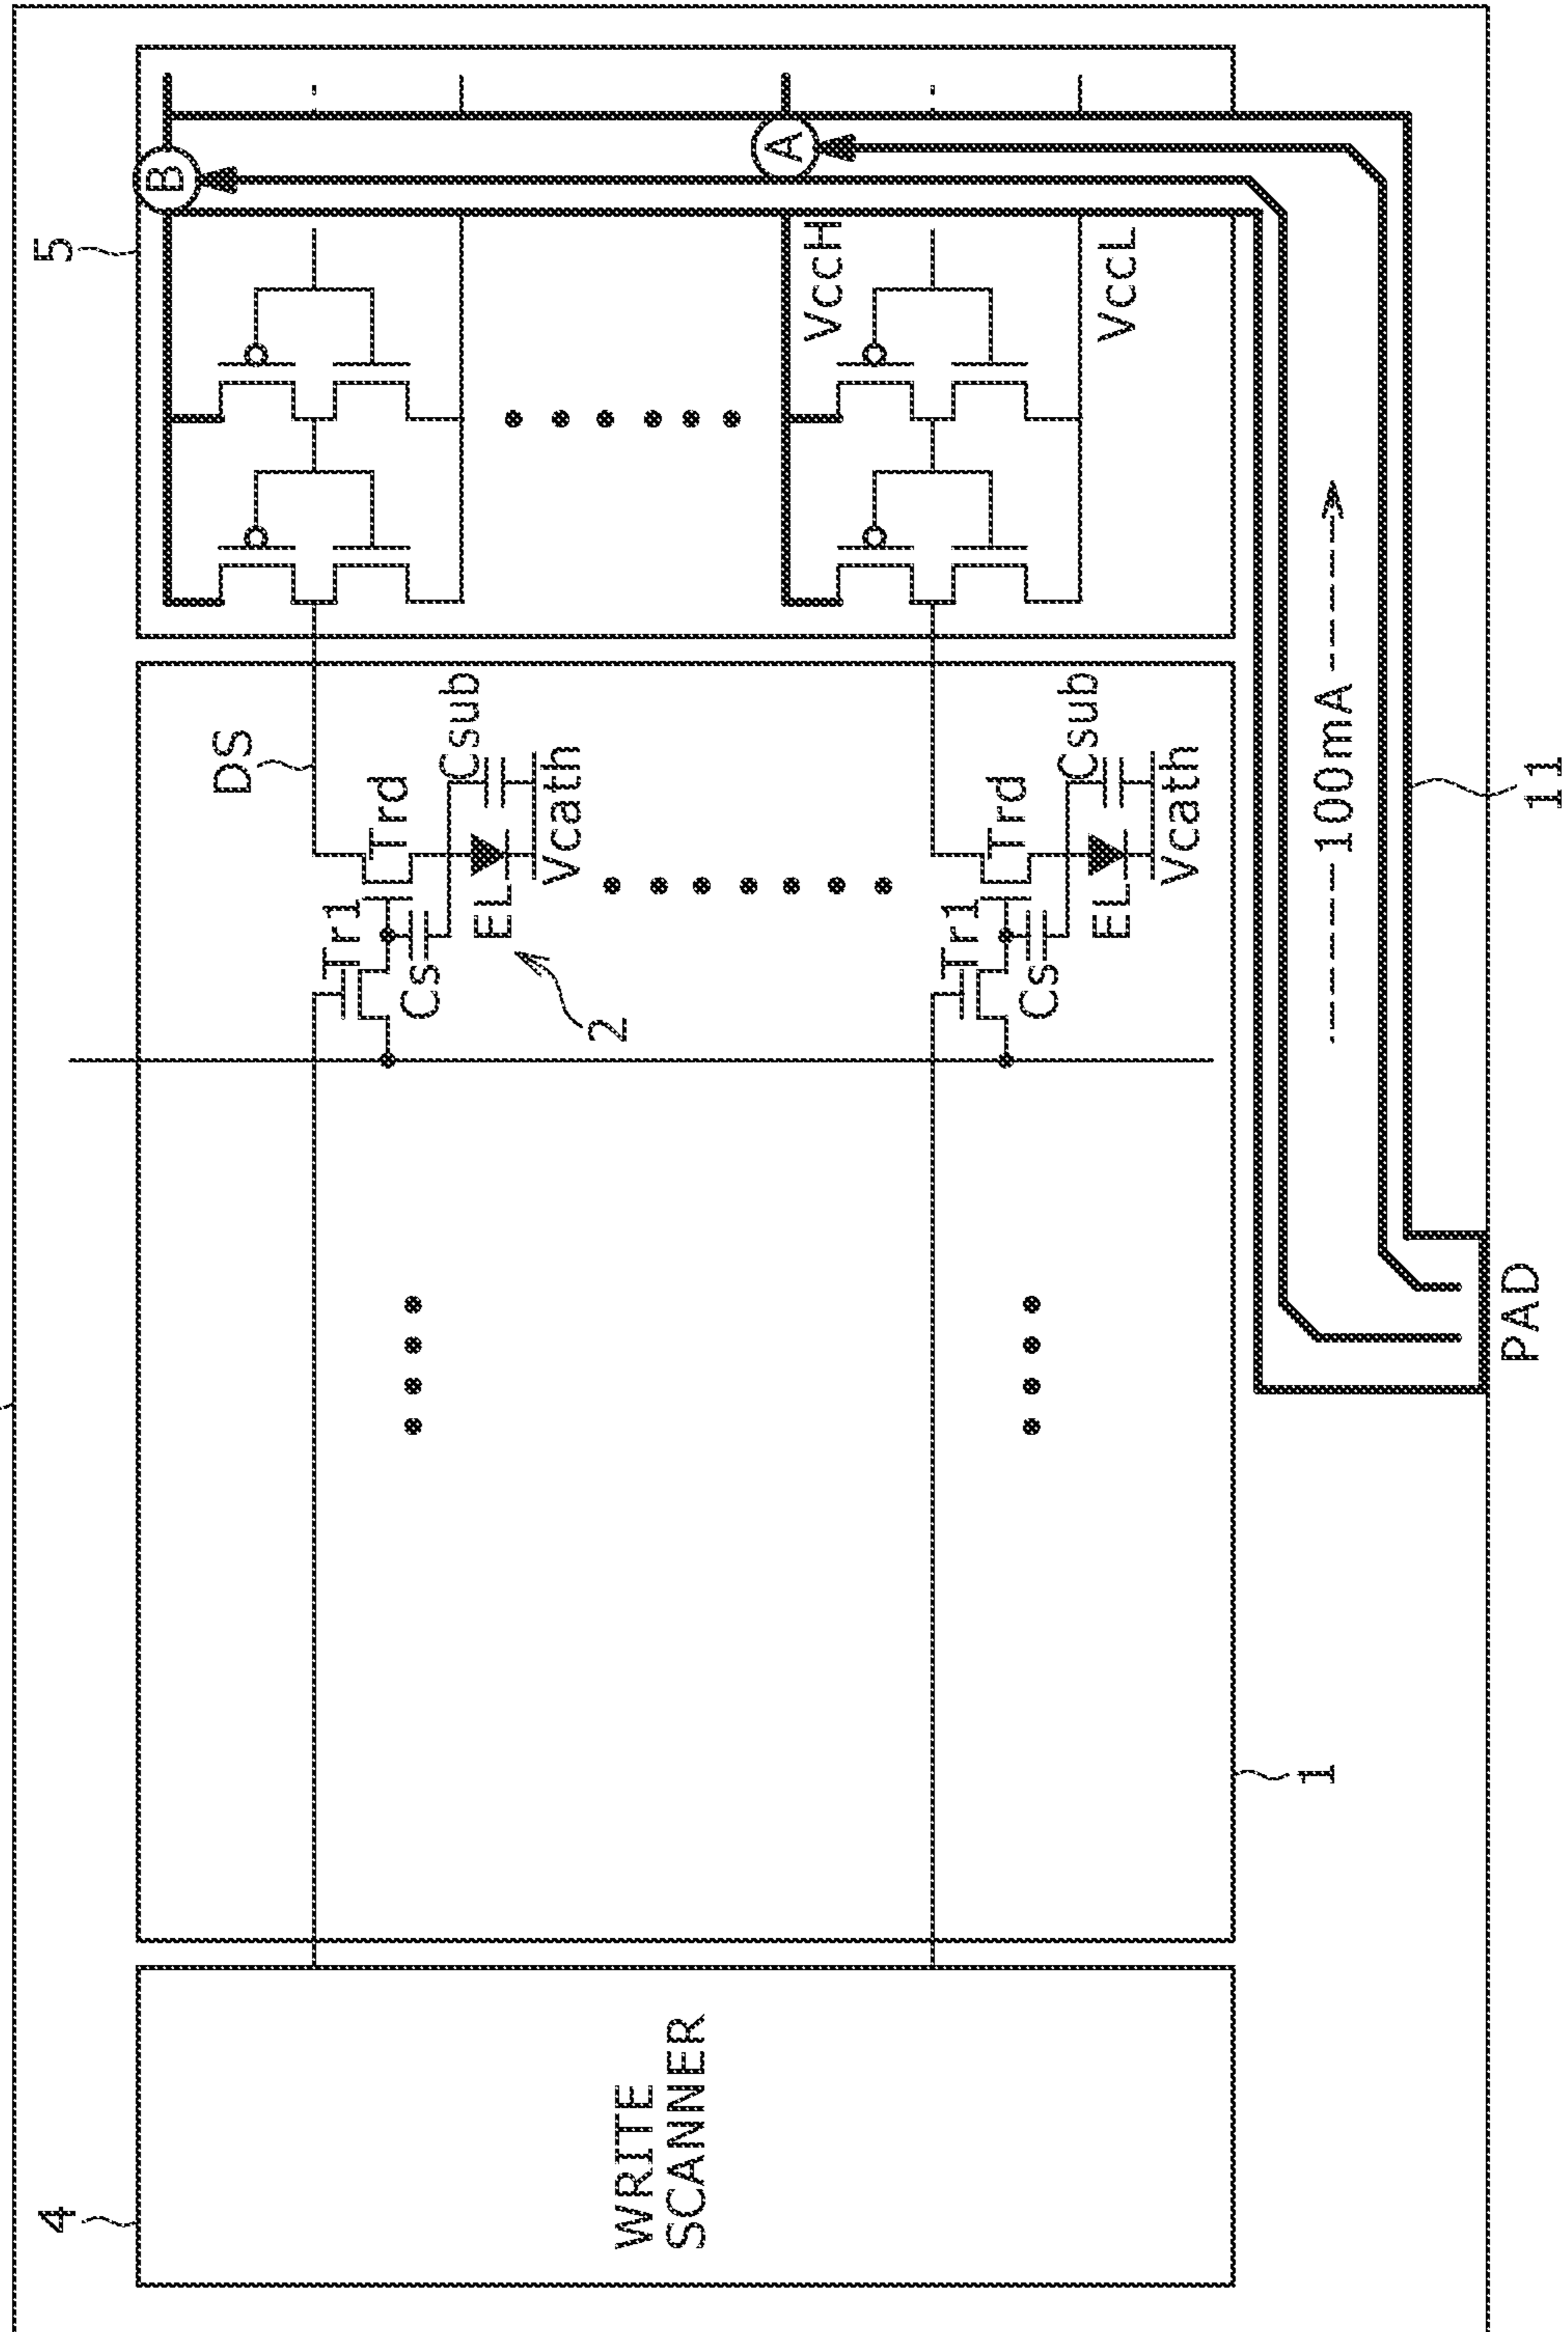 4
WRITE
SCANNER
5
B
A
DS
Trd
Csub
Tr1
Cs
EL
Vcath
2
VccH
VccL
Trd
Csub
Tr1
Cs
EL
Vcath
1
100mA
11
PAD